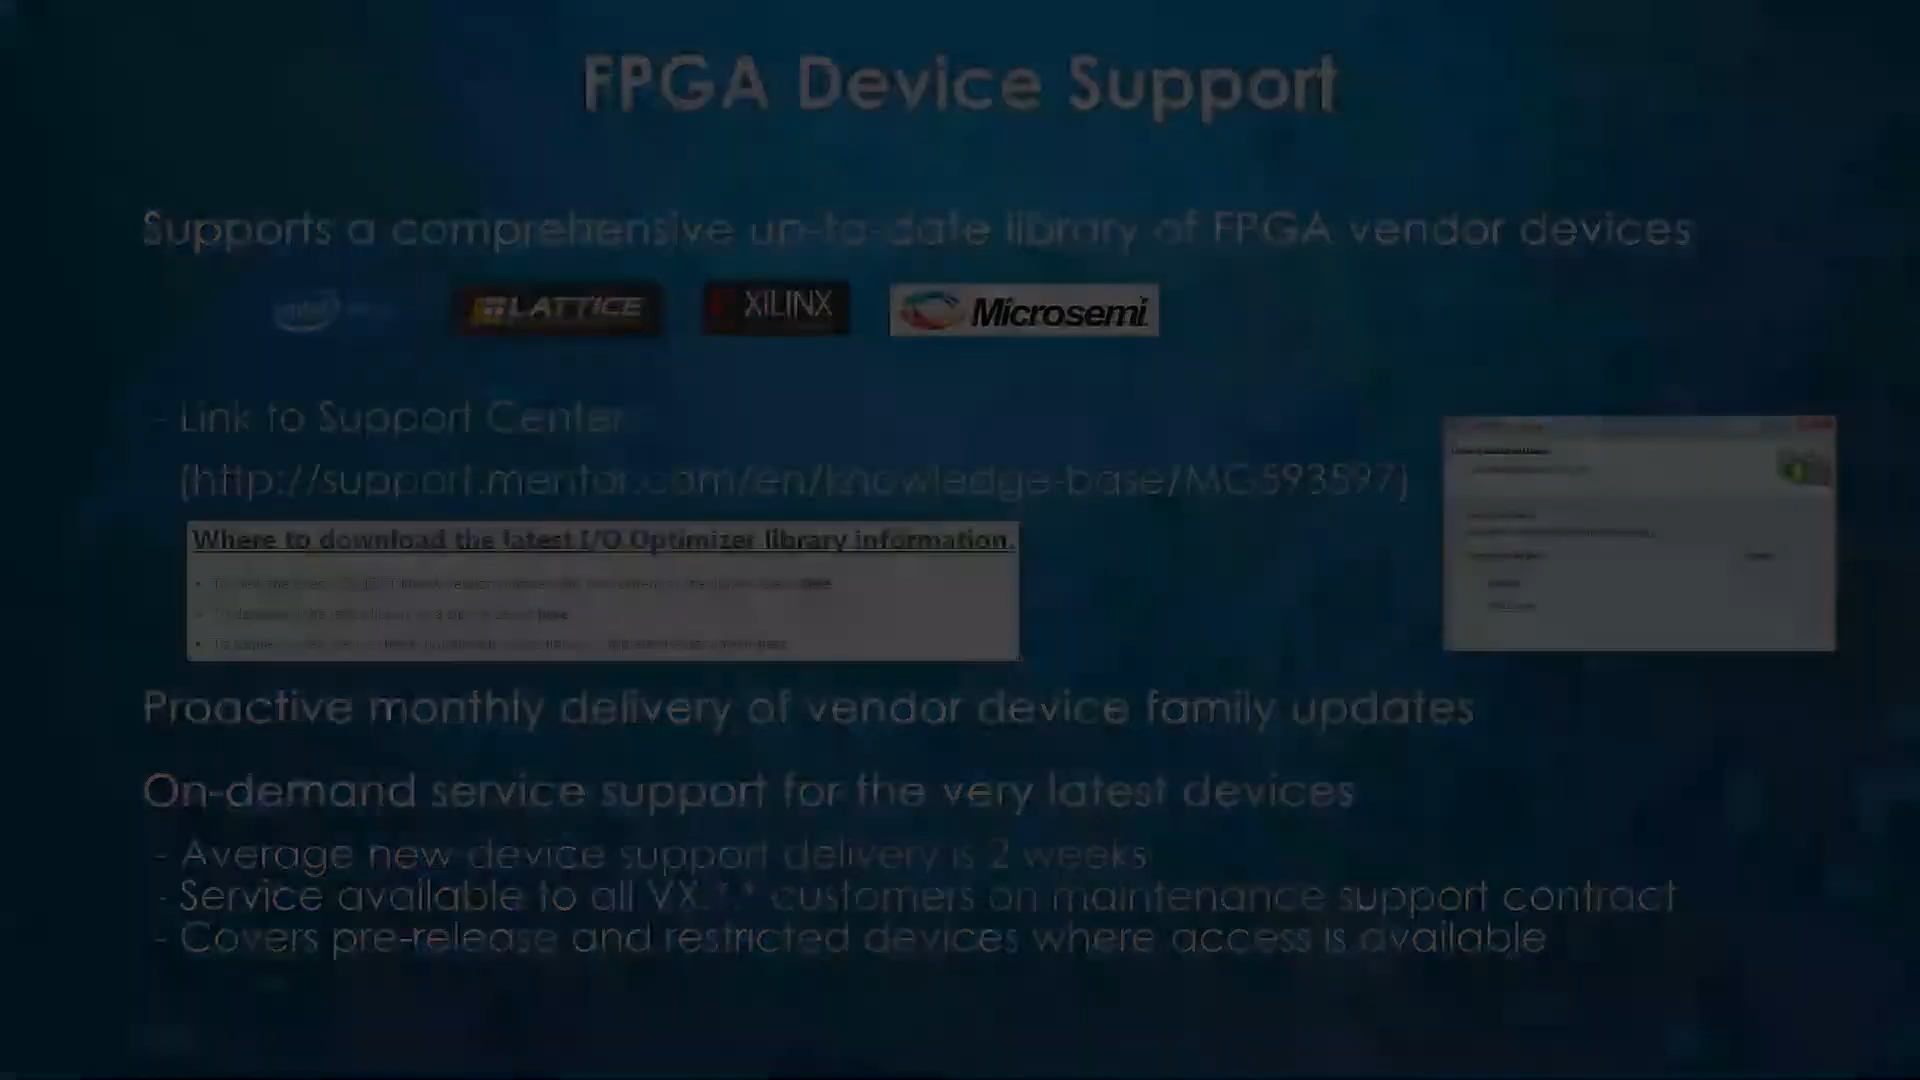 FPGA Device Support
Supports a comprehensive up-to-date library of FPGA vendor devices
intel LATTICE XILINX Microsemi
- Link to Support Center
(http://support.mentor.com/en/knowledge-base/MG593597)
Where to download the latest I/O Optimizer library information.
here
here
Proactive monthly delivery of vendor device family updates
On-demand service support for the very latest devices
- Average new device support delivery is 2 weeks
- Service available to all VX.1.* customers on maintenance support contract
- Covers pre-release and restricted devices where access is available